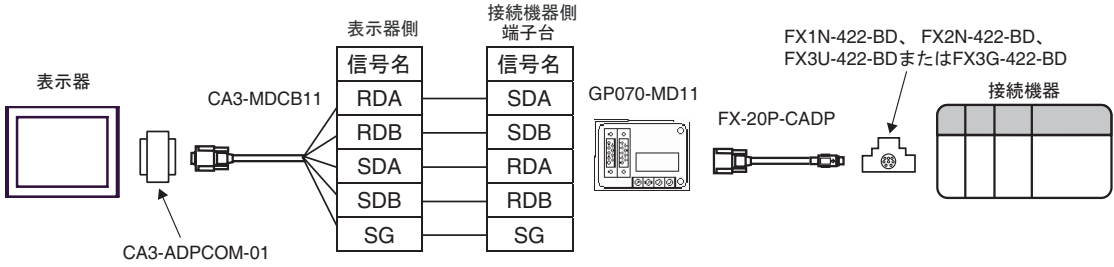 表示器
CA3-ADPCOM-01
CA3-MDCB11
表示器側
信号名
RDA
RDB
SDA
SDB
SG
接続機器側
端子台
信号名
SDA
SDB
RDA
RDB
SG
GP070-MD11
FX-20P-CADP
FX1N-422-BD、 FX2N-422-BD、
FX3U-422-BDまたはFX3G-422-BD
接続機器